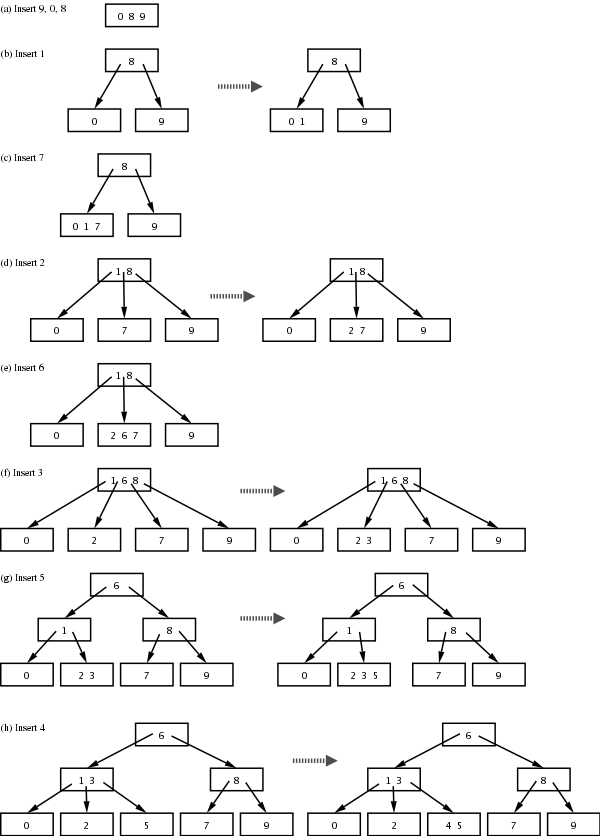 (a) Insert 9, 0, 8
0 8 9
(b) Insert 1
8 8
0 9 0 1 9
(c) Insert 7
8
0 1 7 9
(d) Insert 2
1 8 1 8
0 7 9 0 2 7 9
(e) Insert 6
1 8
0 2 6 7 9
(f) Insert 3
1 6 8 1 6 8
0 2 7 9 0 2 3 7 9
(g) Insert 5
6 6
1 8 1 8
0 2 3 7 9 0 2 3 5 7 9
(h) Insert 4
6 6
1 3 8 1 3 8
0 2 5 7 9 0 2 4 5 7 9